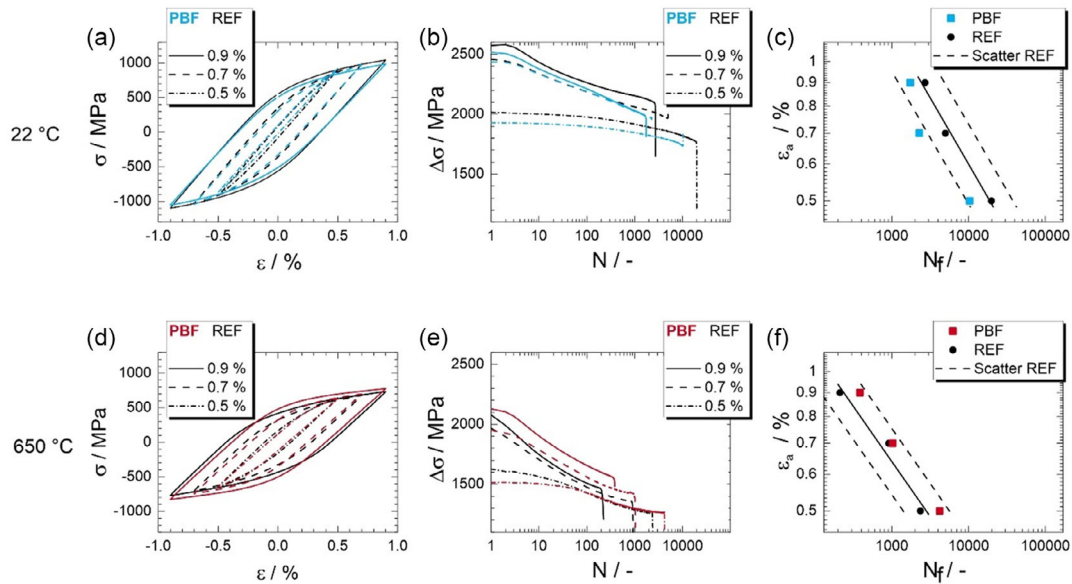 (a)
PBF REF
0.9 %
0.7 %
0.5 %
1000
500
0
-500
-1000
σ / MPa
-1.0 -0.5 0.0 0.5 1.0
ε / %
22 °C
(b)
PBF REF
0.9 %
0.7 %
0.5 %
2500
2000
1500
Δσ / MPa
1 10 100 1000 10000
N / -
(c)
PBF
REF
Scatter REF
0.9
0.8
0.7
0.6
0.5
εa / %
1000 10000 100000
Nf / -
(d)
PBF REF
0.9 %
0.7 %
0.5 %
1000
500
0
-500
-1000
σ / MPa
-1.0 -0.5 0.0 0.5 1.0
ε / %
650 °C
(e)
PBF REF
0.9 %
0.7 %
0.5 %
2500
2000
1500
Δσ / MPa
1 10 100 1000 10000
N / -
(f)
PBF
REF
Scatter REF
0.9
0.8
0.7
0.6
0.5
εa / %
1000 10000 100000
Nf / -